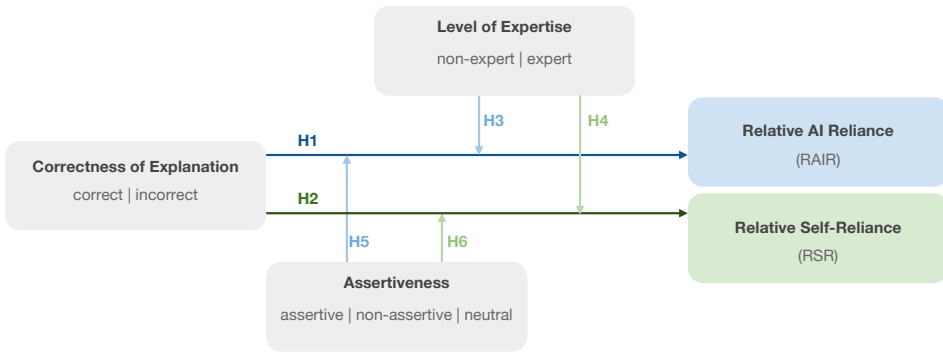 Level of Expertise
non-expert | expert
H3
H4
H1
Relative AI Reliance
(RAIR)
Correctness of Explanation
correct | incorrect
H2
Relative Self-Reliance
(RSR)
H5
H6
Assertiveness
assertive | non-assertive | neutral